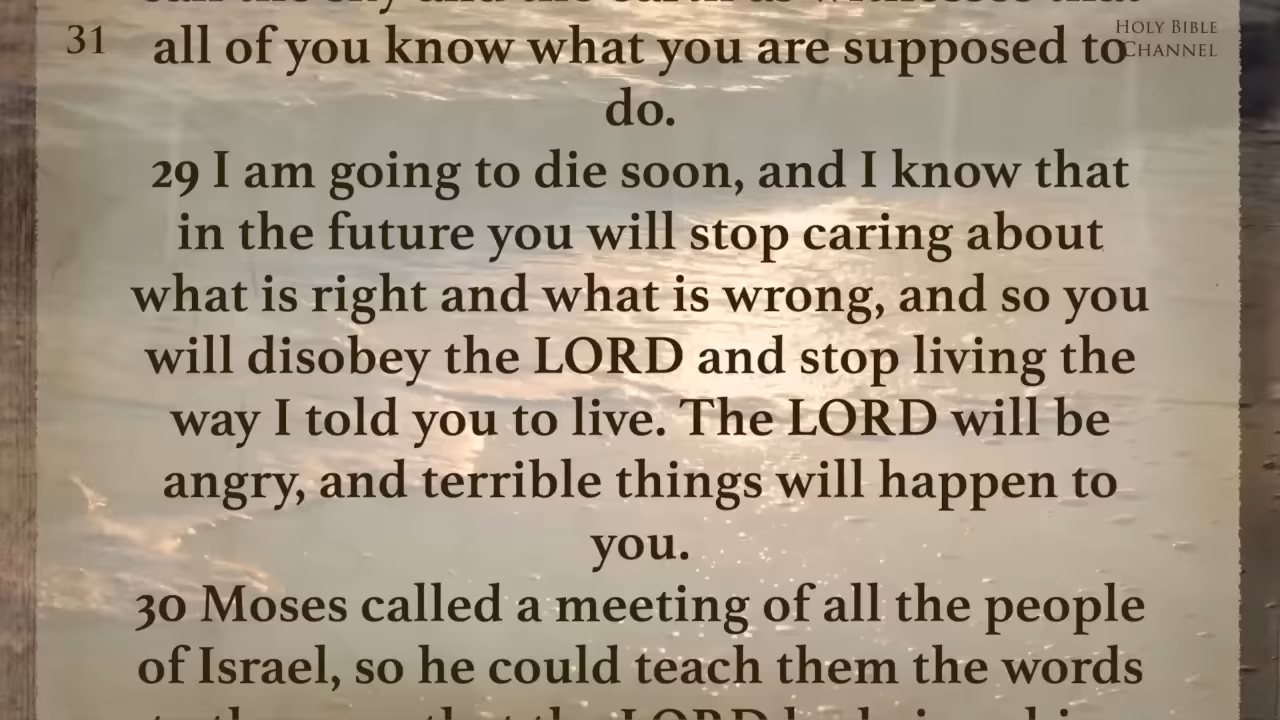 31
HOLY BIBLE
CHANNEL
all of you know what you are supposed to
do.
29 I am going to die soon, and I know that
in the future you will stop caring about
what is right and what is wrong, and so you
will disobey the LORD and stop living the
way I told you to live. The LORD will be
angry, and terrible things will happen to
you.
30 Moses called a meeting of all the people
of Israel, so he could teach them the words